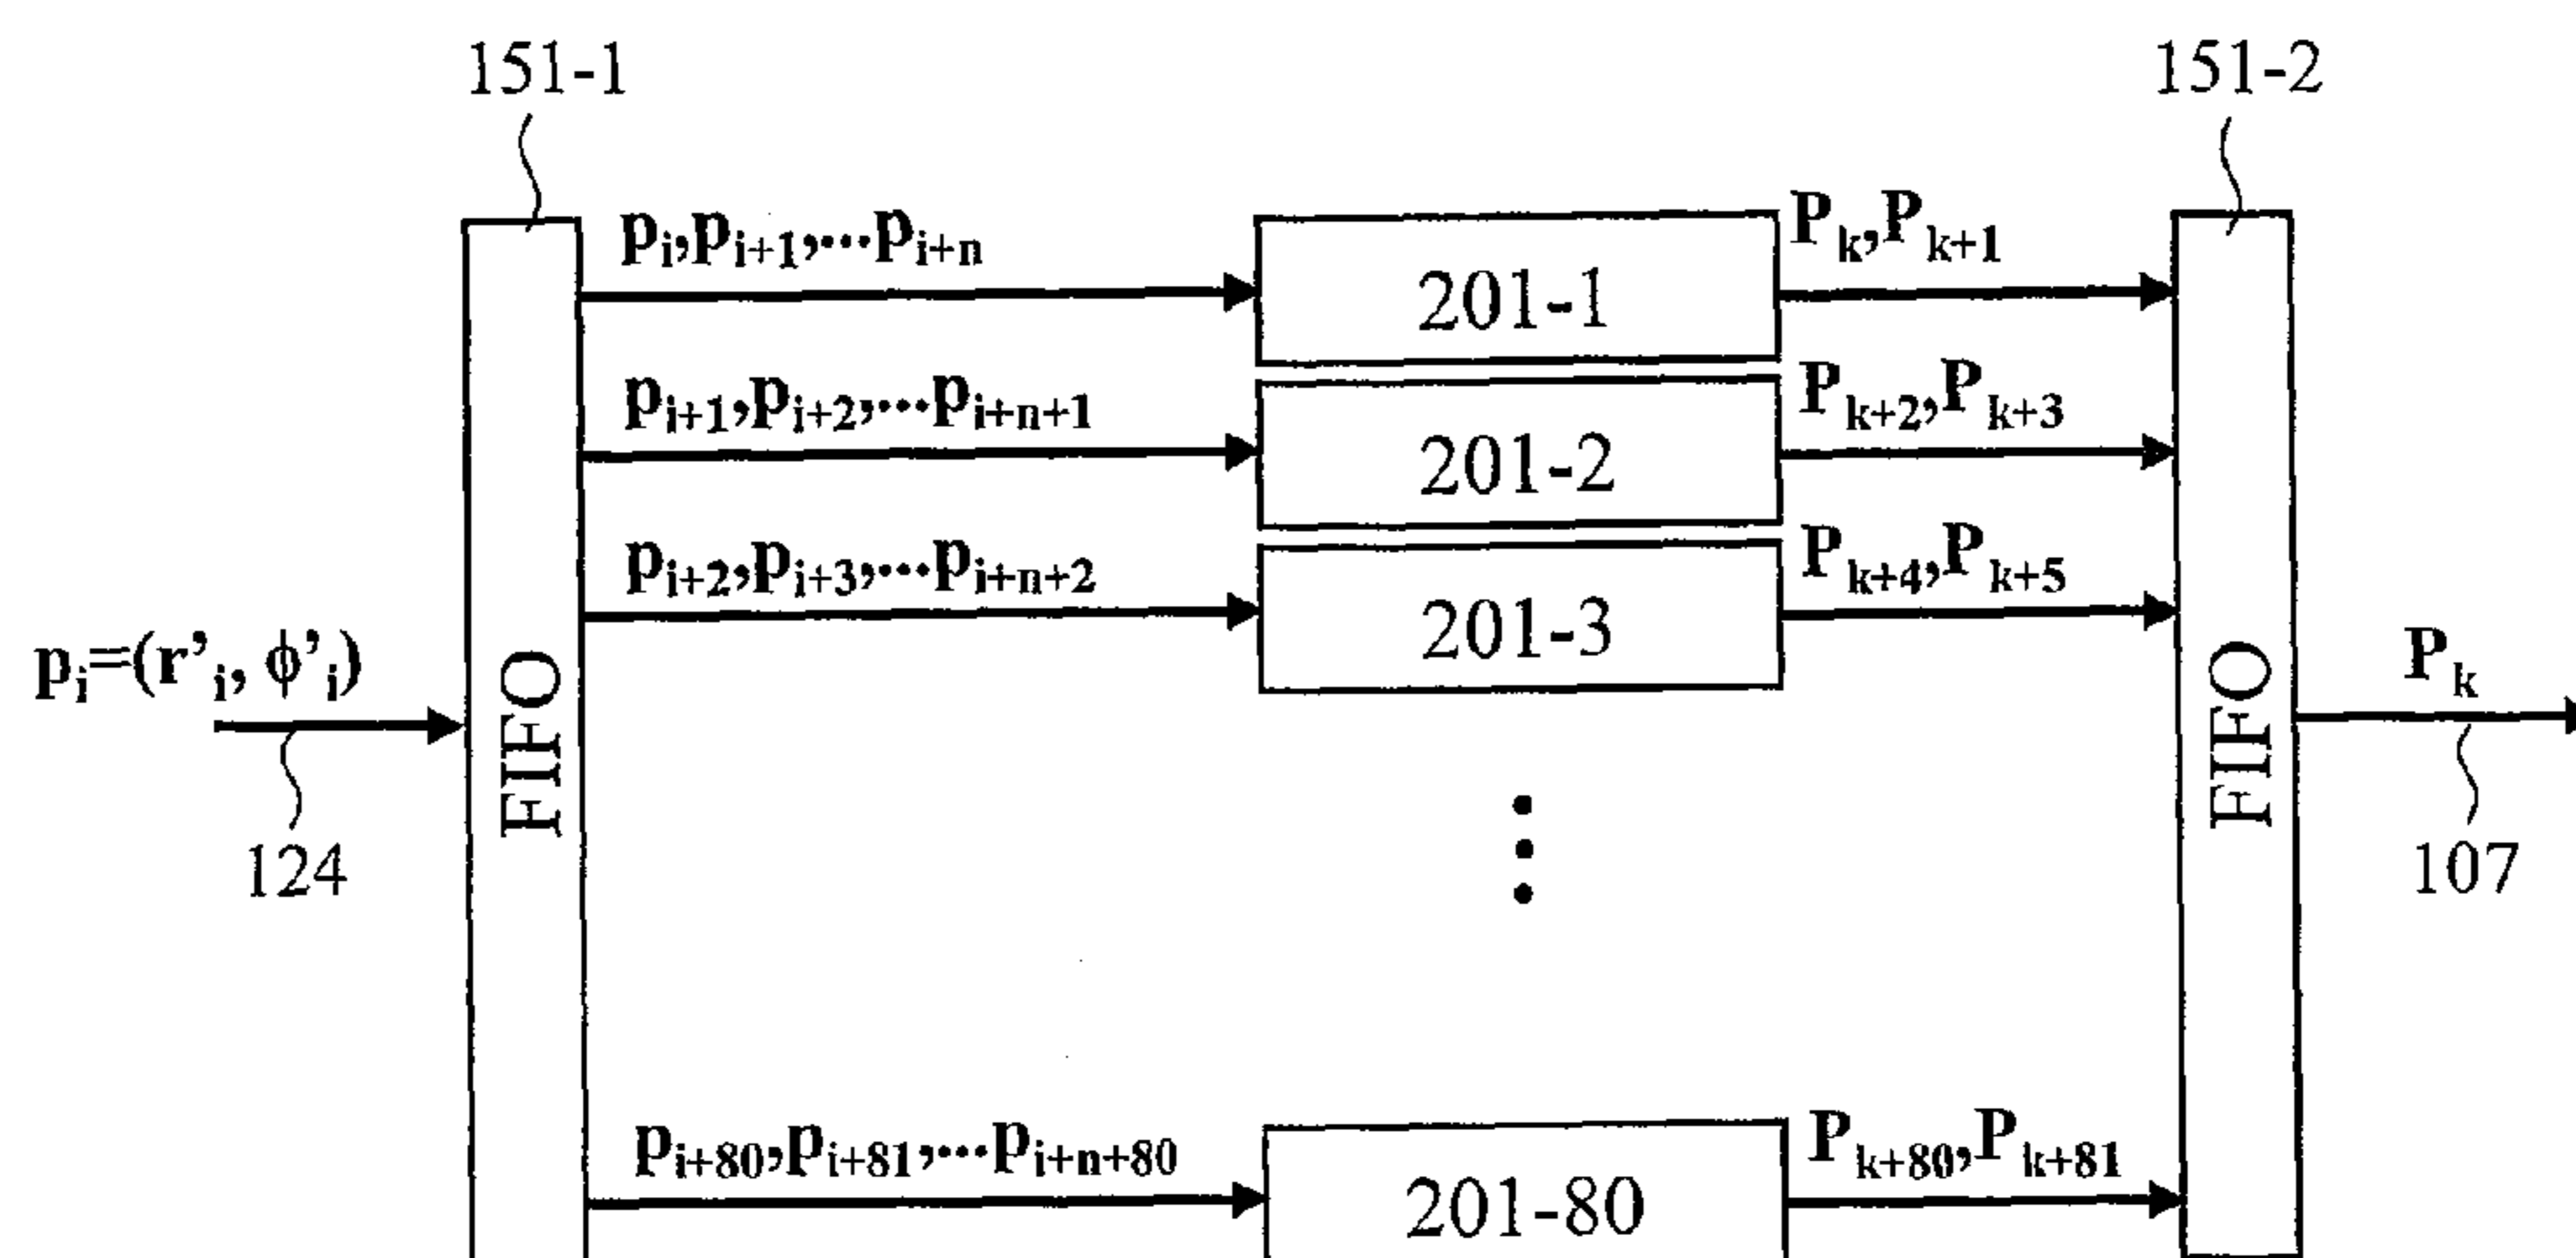 151-1
151-2
pᵢ,pᵢ₊₁,...pᵢ₊ₙ
201-1
Pₖ,Pₖ₊₁
pᵢ₊₁,pᵢ₊₂,...pᵢ₊ₙ₊₁
201-2
Pₖ₊₂,Pₖ₊₃
pᵢ₊₂,pᵢ₊₃,...pᵢ₊ₙ₊₂
201-3
Pₖ₊₄,Pₖ₊₅
pᵢ=(r'ᵢ, ϕ'ᵢ)
124
FIFO
FIFO
Pₖ
107
pᵢ₊₈₀,pᵢ₊₈₁,...pᵢ₊ₙ₊₈₀
201-80
Pₖ₊₈₀,Pₖ₊₈₁